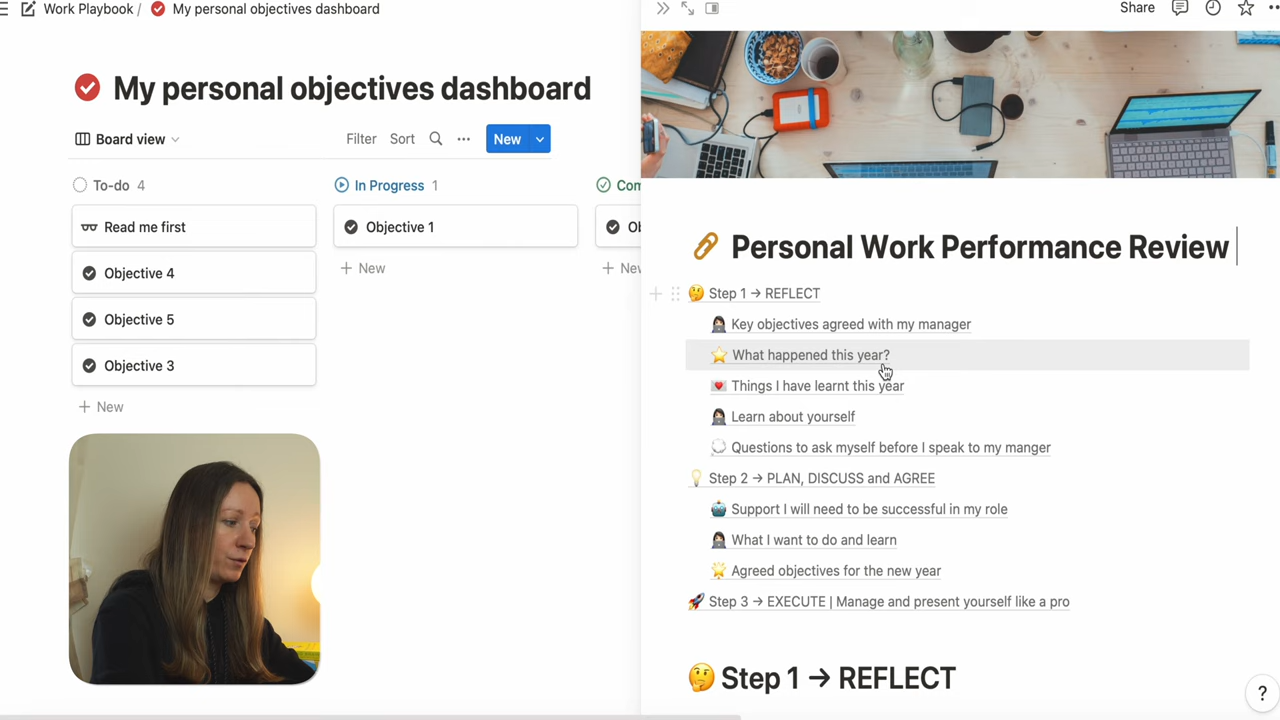 Work Playbook / My personal objectives dashboard
My personal objectives dashboard
Board view Filter Sort New
To-do 4
Read me first
Objective 4
Objective 5
Objective 3
+ New
In Progress 1
Objective 1
+ New
Com
Ob
+ New
Share
Personal Work Performance Review
Step 1 → REFLECT
Key objectives agreed with my manager
What happened this year?
Things I have learnt this year
Learn about yourself
Questions to ask myself before I speak to my manger
Step 2 → PLAN, DISCUSS and AGREE
Support I will need to be successful in my role
What I want to do and learn
Agreed objectives for the new year
Step 3 → EXECUTE | Manage and present yourself like a pro
Step 1 → REFLECT
?